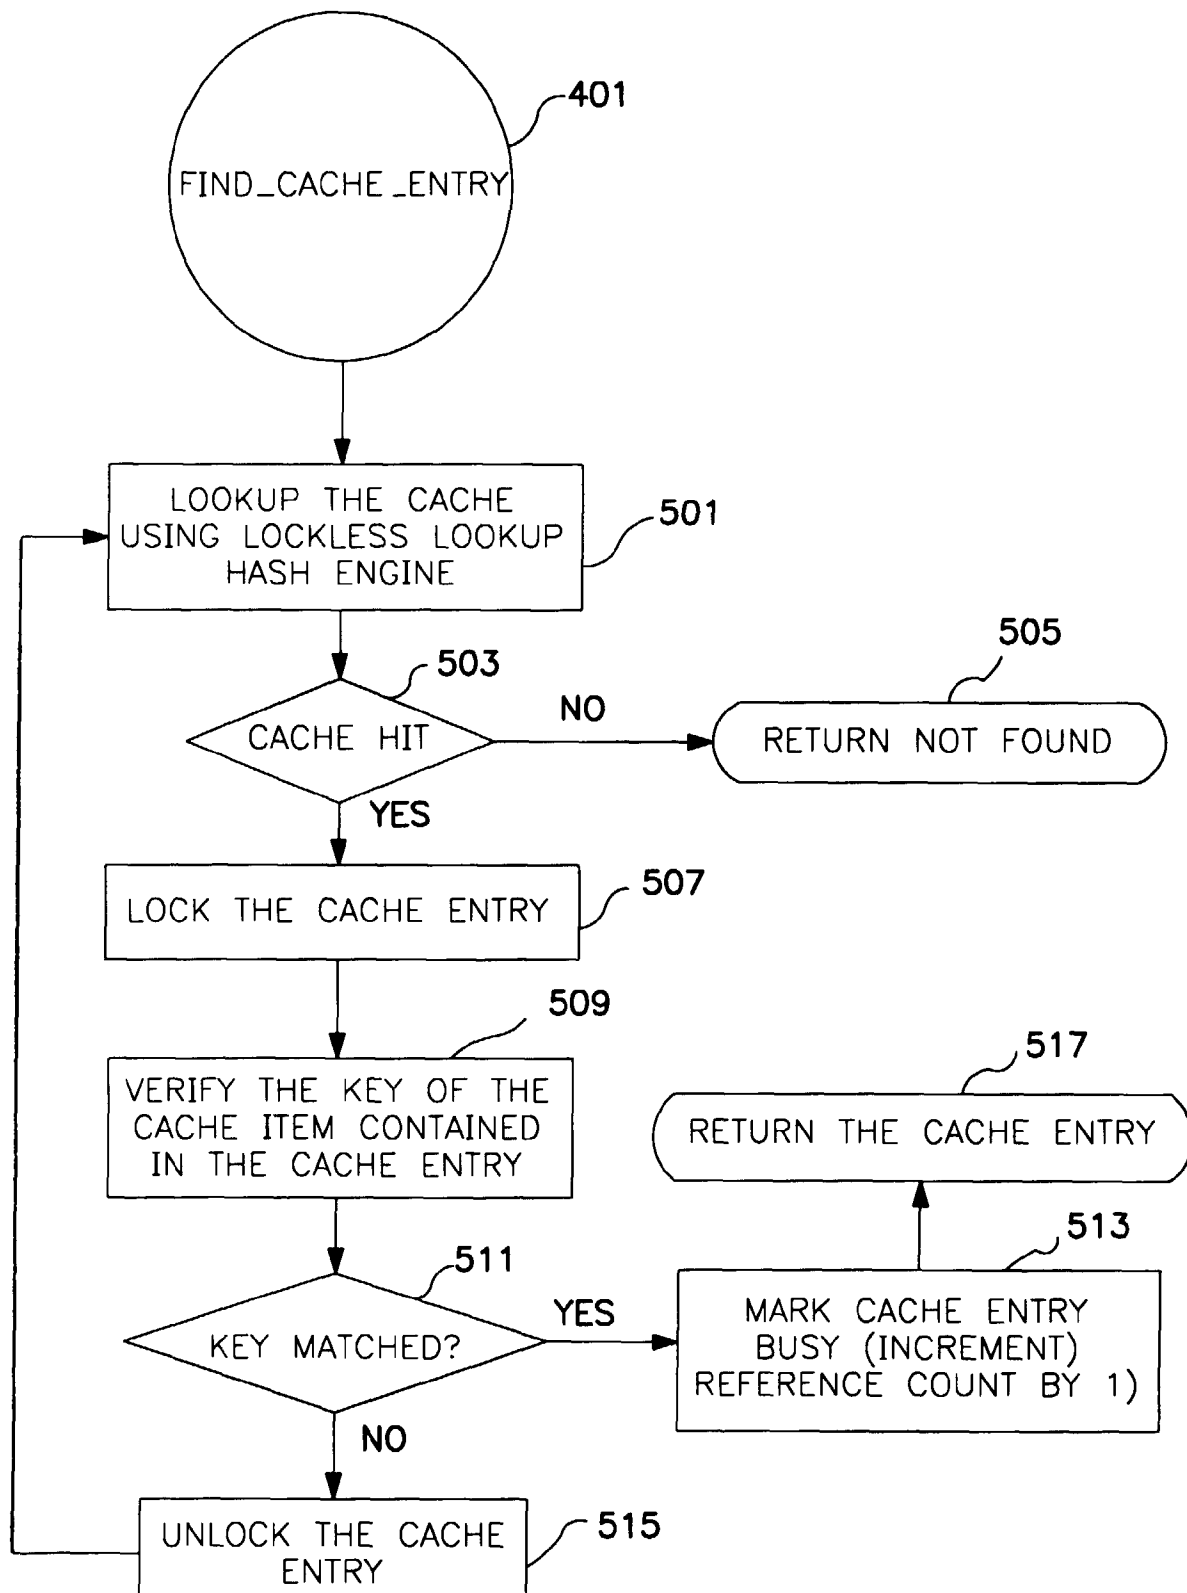 401
FIND_CACHE_ENTRY
LOOKUP THE CACHE
USING LOCKLESS LOOKUP
HASH ENGINE
501
503
CACHE HIT
NO
505
RETURN NOT FOUND
YES
LOCK THE CACHE ENTRY
507
509
VERIFY THE KEY OF THE
CACHE ITEM CONTAINED
IN THE CACHE ENTRY
517
RETURN THE CACHE ENTRY
511
KEY MATCHED?
YES
513
MARK CACHE ENTRY
BUSY (INCREMENT)
REFERENCE COUNT BY 1)
NO
UNLOCK THE CACHE
ENTRY
515